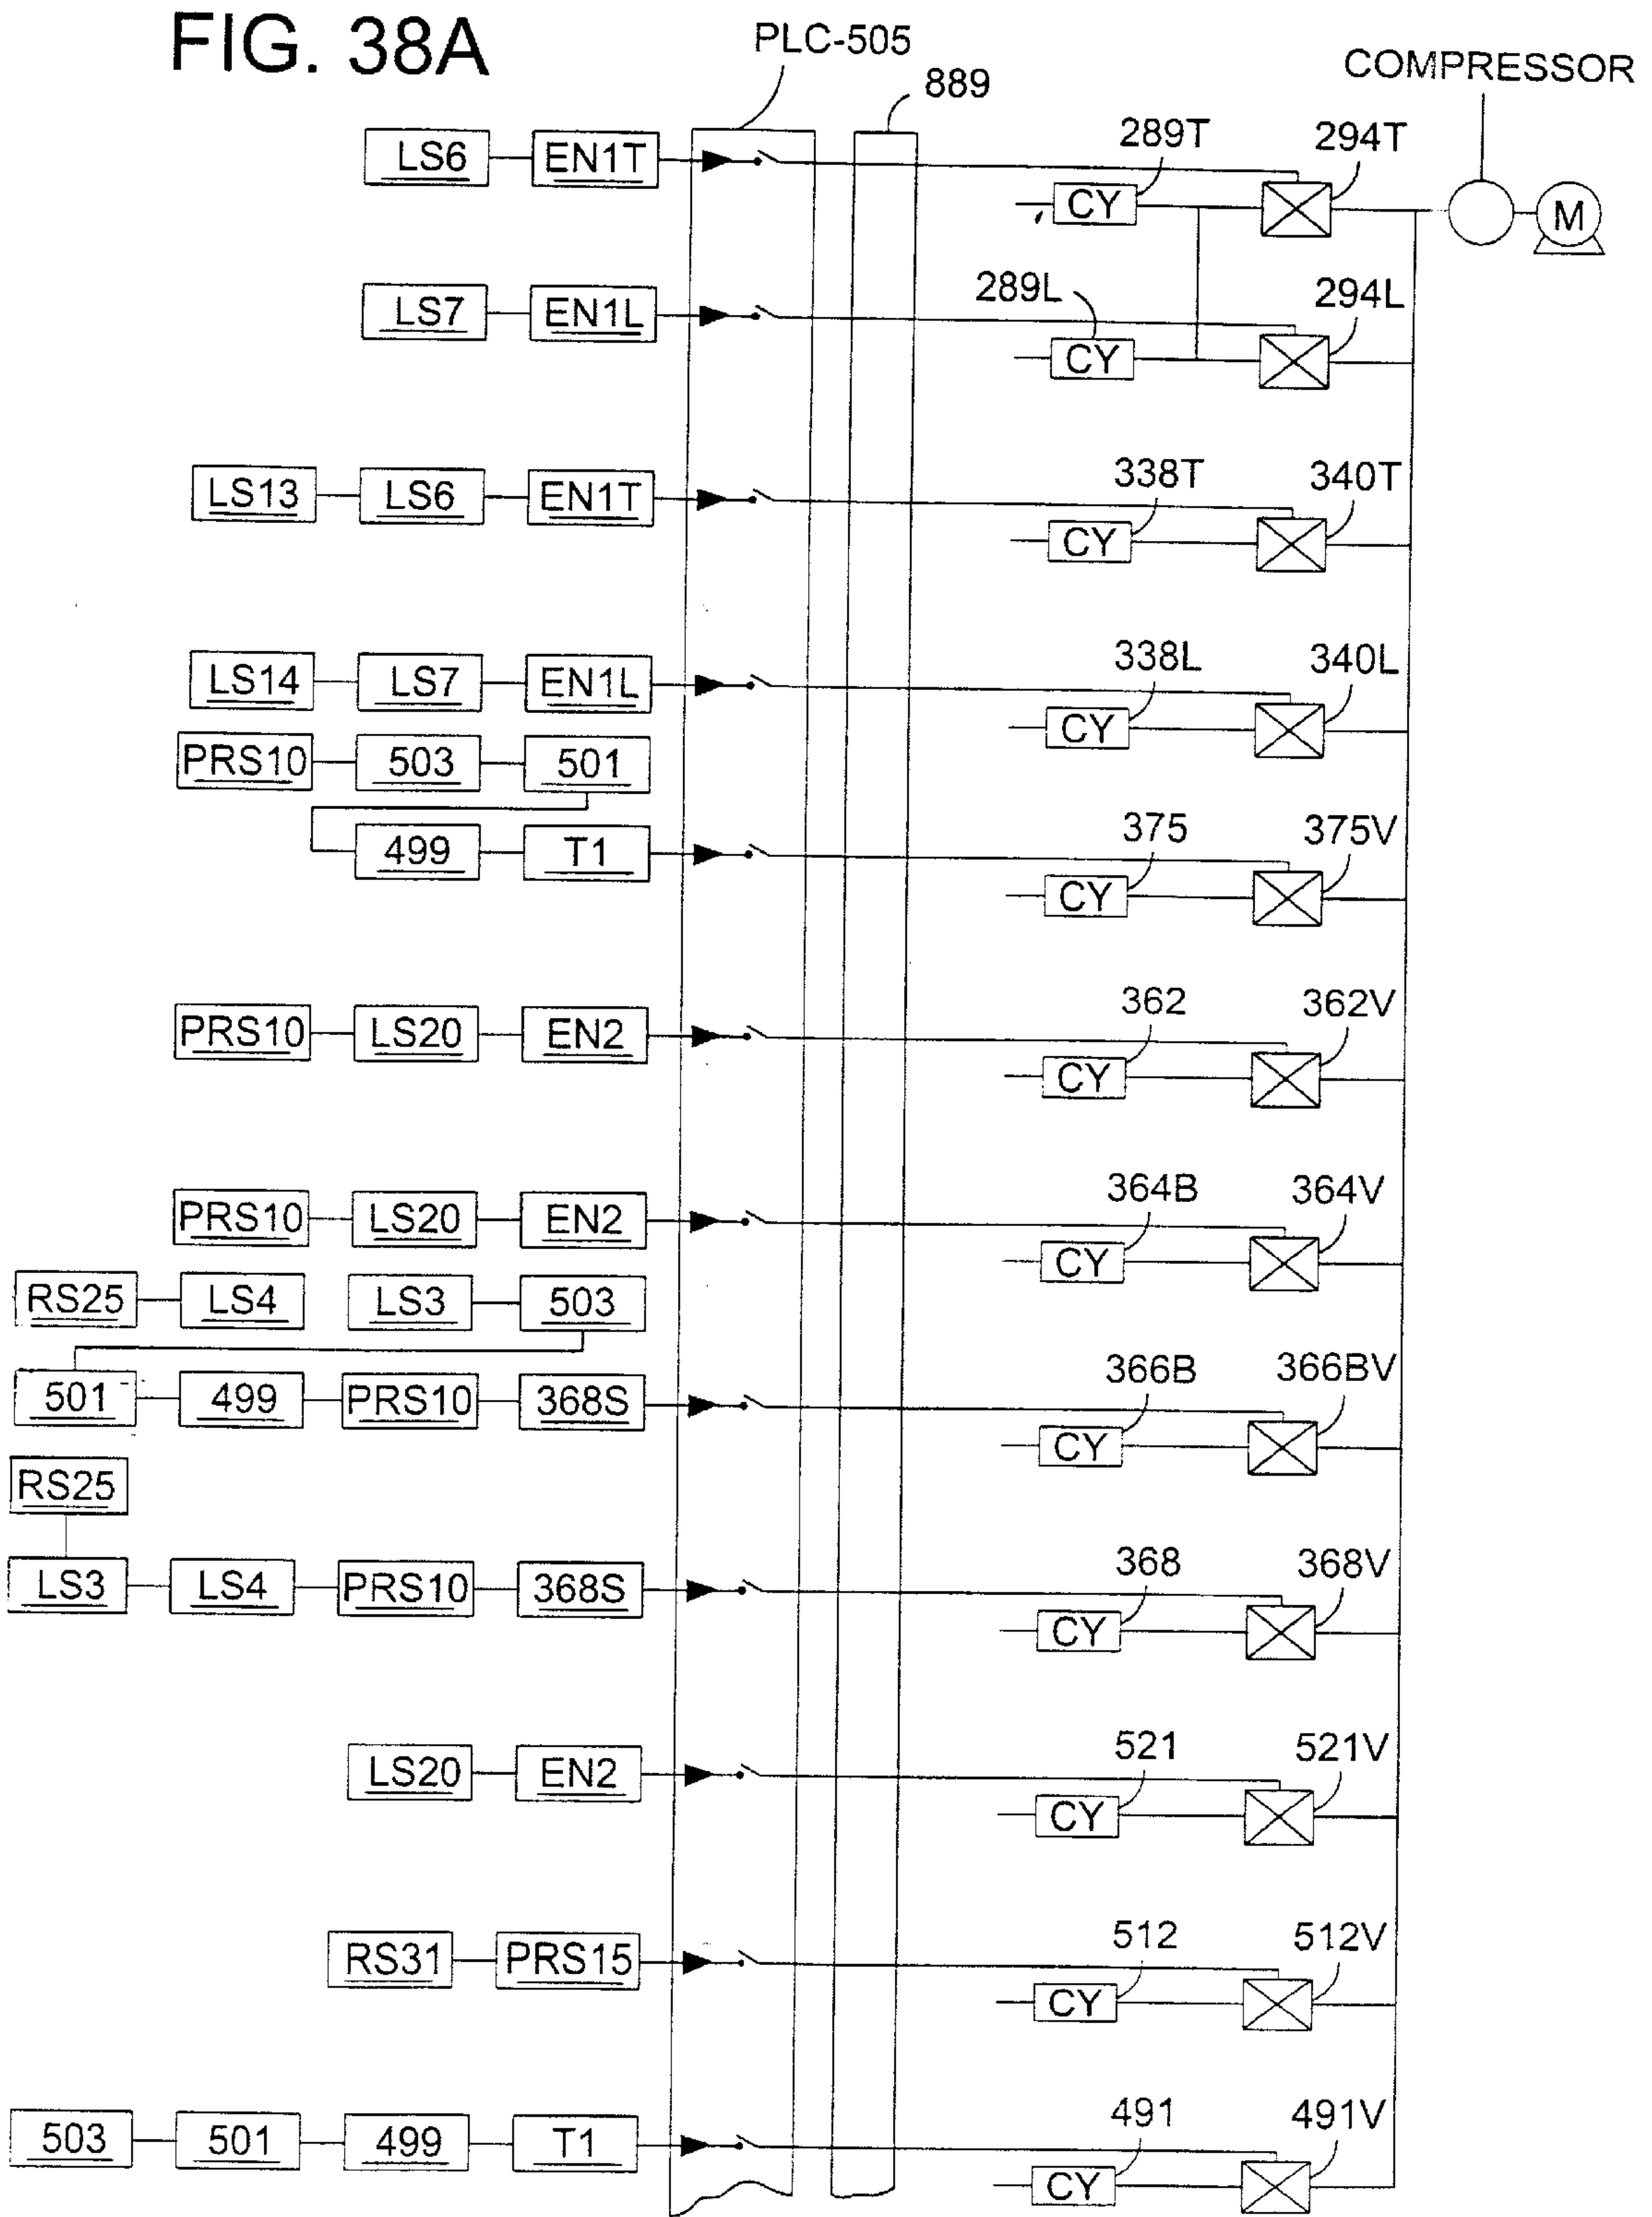 FIG. 38A
PLC-505
889
COMPRESSOR
LS6 EN1T
289T 294T
CY
M
LS7 EN1L
289L 294L
CY
LS13 LS6 EN1T
338T 340T
CY
LS14 LS7 EN1L
338L 340L
CY
PRS10 503 501
499 T1
375 375V
CY
PRS10 LS20 EN2
362 362V
CY
PRS10 LS20 EN2
364B 364V
CY
RS25 LS4 LS3 503
501 499 PRS10 368S
366B 366BV
CY
RS25
LS3 LS4 PRS10 368S
368 368V
CY
LS20 EN2
521 521V
CY
RS31 PRS15
512 512V
CY
503 501 499 T1
491 491V
CY